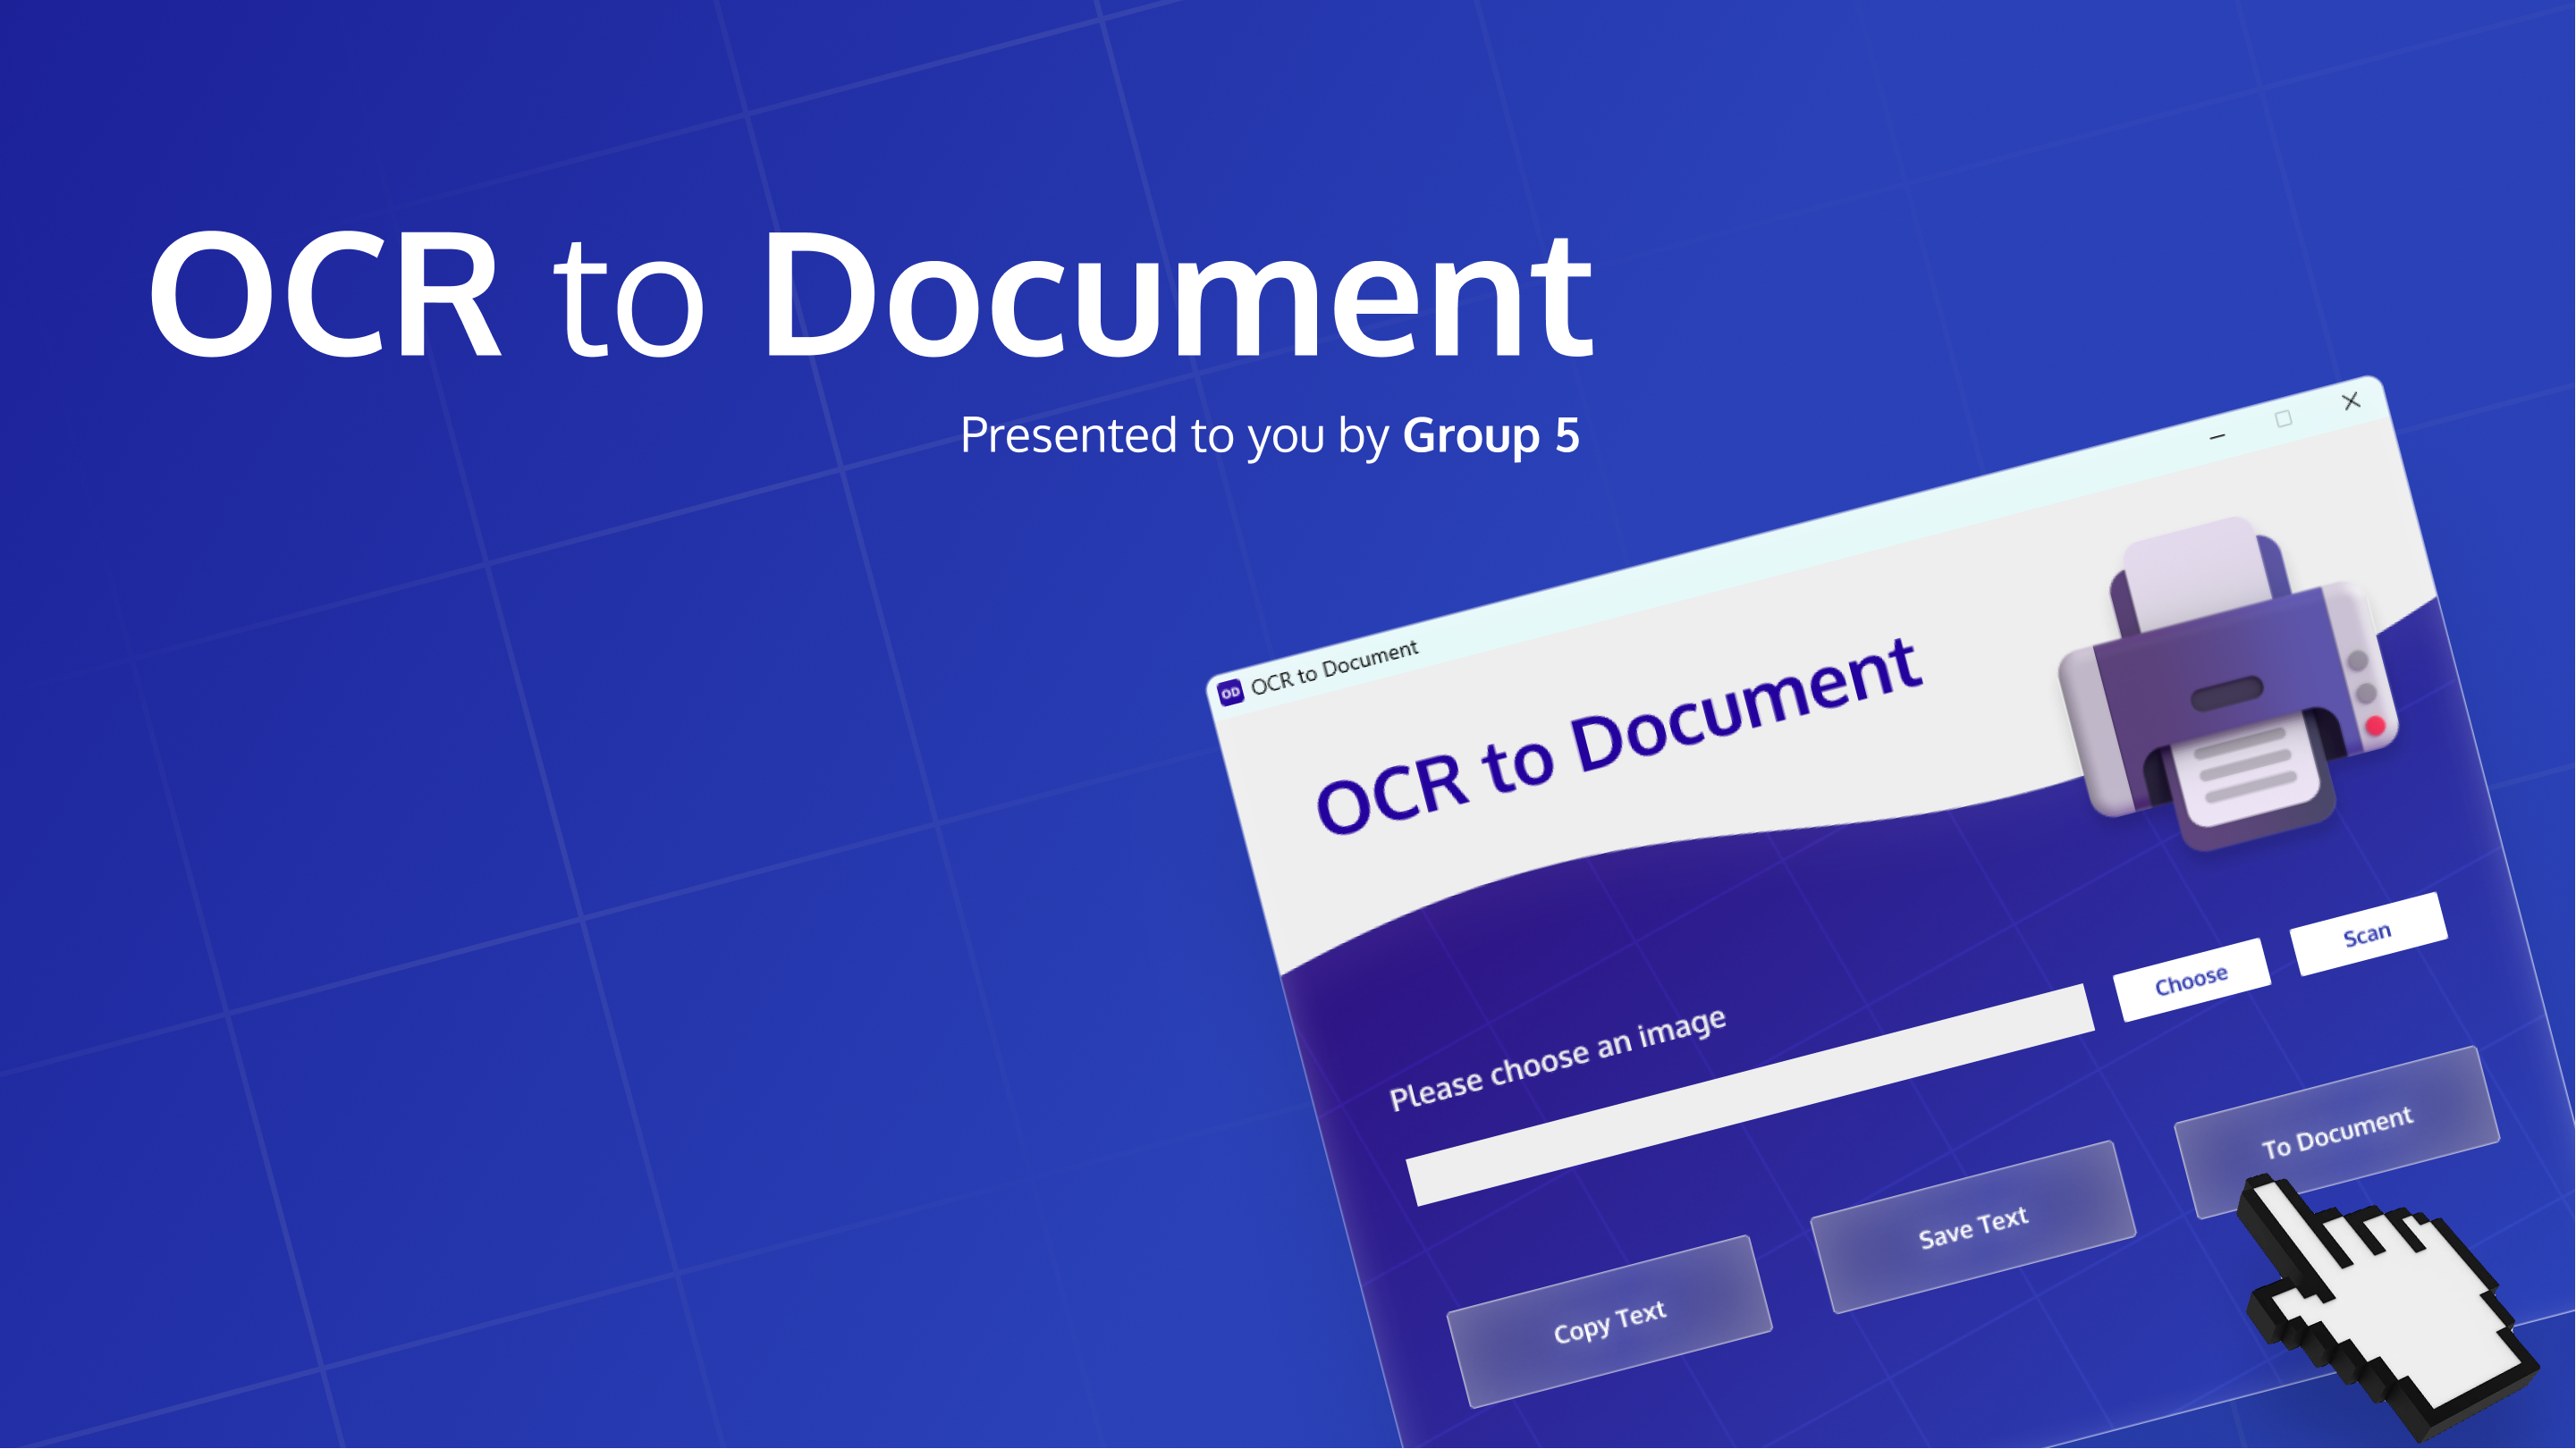 OCR to Document
Presented to you by Group 5
OD OCR to Document
OCR to Document
Please choose an image
Choose
Scan
Copy Text
Save Text
To Document